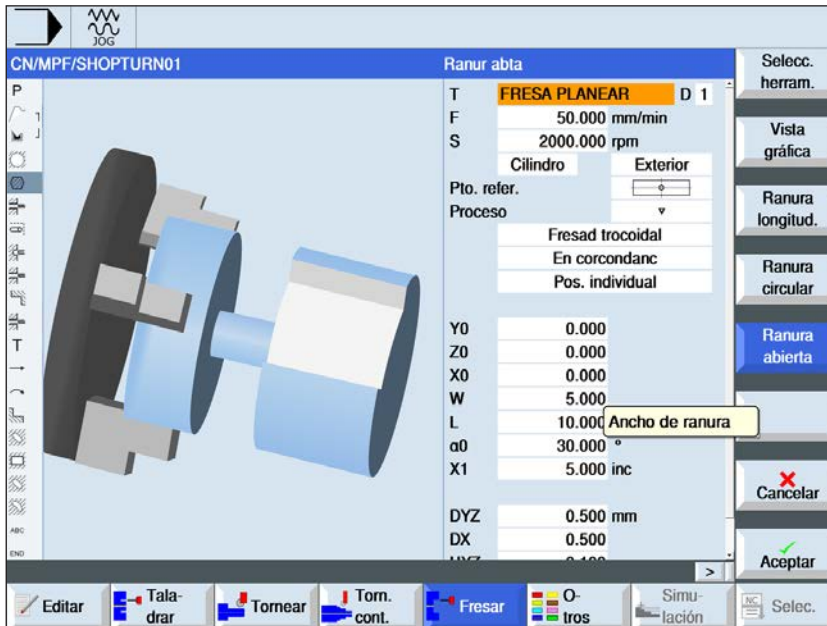 JOG
CN/MPF/SHOPTURN01
Ranur abta
P
T
ABC
END
T FRESA PLANEAR D 1
F 50.000 mm/min
S 2000.000 rpm
Cilindro Exterior
Pto. refer.
Proceso
Fresad trocoidal
En corcondanc
Pos. individual
Y0 0.000
Z0 0.000
X0 0.000
W 5.000
L 10.000
Ancho de ranura
α0 30.000 °
X1 5.000 inc
DYZ 0.500 mm
DX 0.500
>
Selecc.
herram.
Vista
gráfica
Ranura
longitud.
Ranura
circular
Ranura
abierta
Cancelar
Aceptar
Editar
Tala-
drar
Tornear
Torn.
cont.
Fresar
O-
tros
Simu-
lación
NC
Selec.